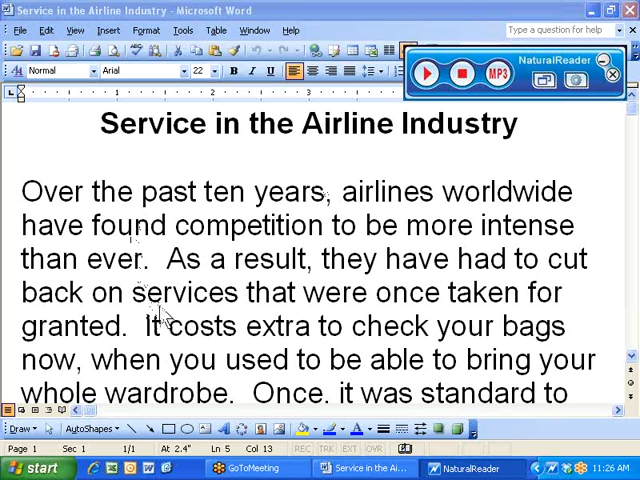 Service in the Airline Industry - Microsoft Word
File Edit View Insert Format Tools Table Window Help
Type a question for help
Normal Arial 22 B I U
NaturalReader
MP3
1 2 3 4 5
Service in the Airline Industry
Over the past ten years, airlines worldwide
have found competition to be more intense
than ever. As a result, they have had to cut
back on services that were once taken for
granted. It costs extra to check your bags
now, when you used to be able to bring your
whole wardrobe. Once, it was standard to
Draw AutoShapes
Page 1 Sec 1 1/1 At 2.4" Ln 5 Col 13 REC TRK EXT OVR
start GoToMeeting Service in the Ai... NaturalReader 11:26 AM